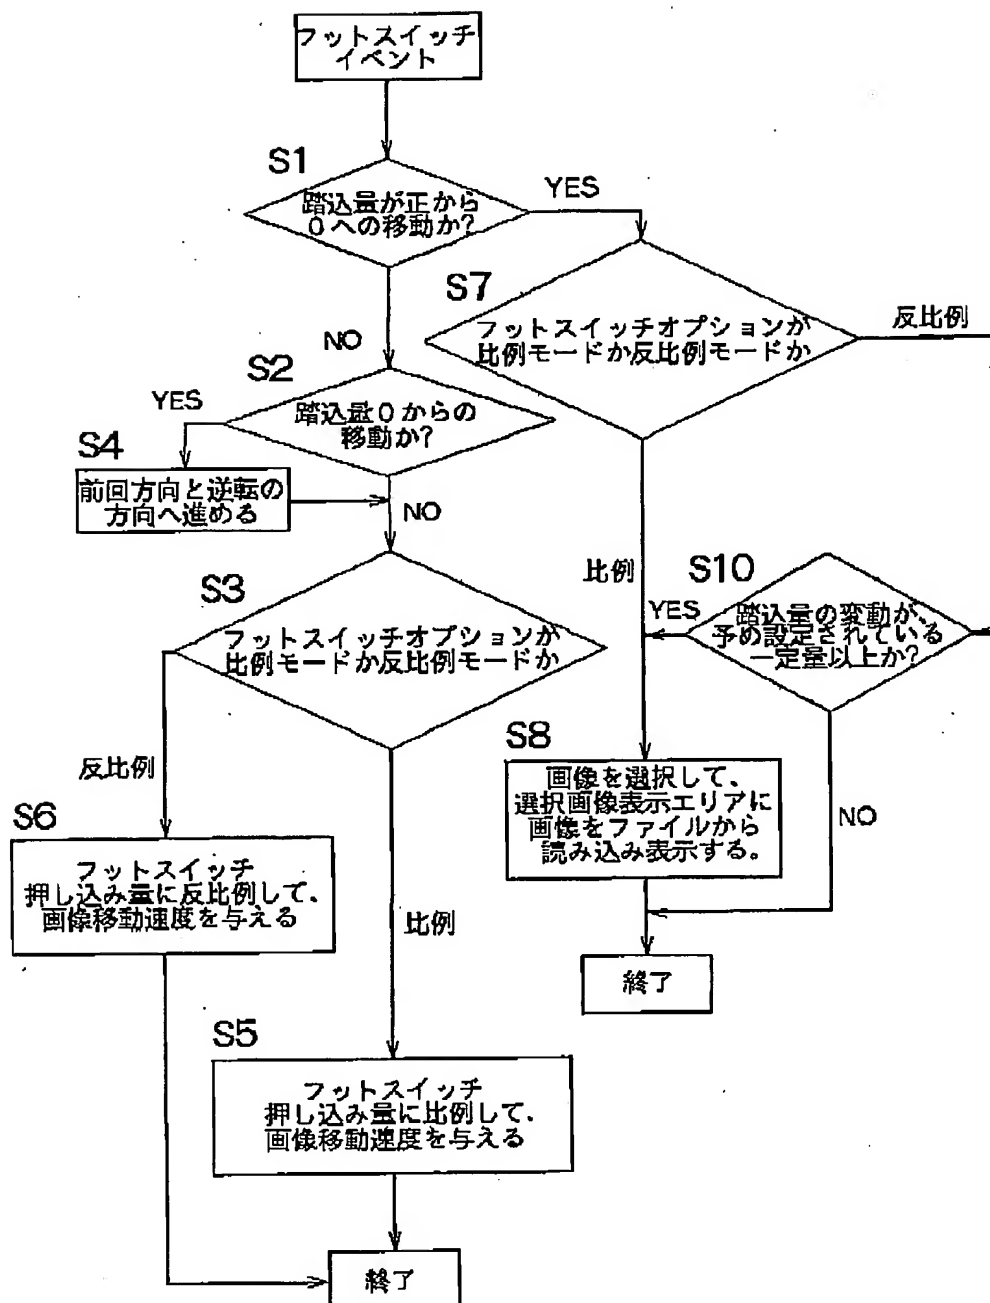 フットスイッチ
イベント
S1
踏込量が正から
0への移動か?
YES
NO
S7
フットスイッチオプションが
比例モードか反比例モードか
反比例
S2
踏込量0からの
移動か?
YES
NO
S4
前回方向と逆転の
方向へ進める
S3
フットスイッチオプションが
比例モードか反比例モードか
比例
S10
踏込量の変動が、
予め設定されている
一定量以上か?
YES
NO
S8
画像を選択して、
選択画像表示エリアに
画像をファイルから
読み込み表示する。
終了
反比例
S6
フットスイッチ
押し込み量に反比例して、
画像移動速度を与える
比例
S5
フットスイッチ
押し込み量に比例して、
画像移動速度を与える
終了